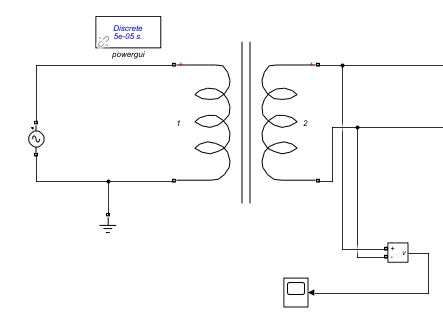 Discrete
5e-05 s.
powergui
+
+
1
2
+
v
-